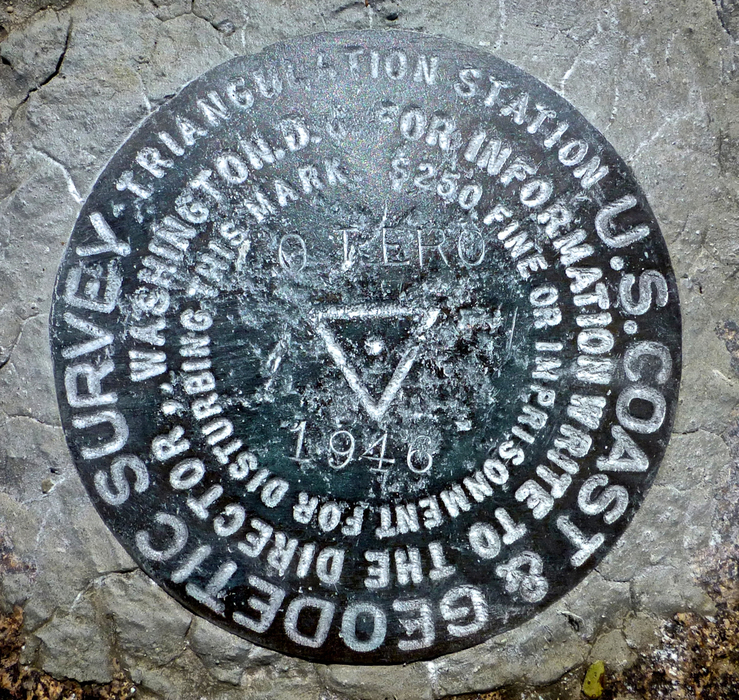 TRIANGULATION STATION
U.S. COAST & GEODETIC SURVEY
FOR INFORMATION WRITE TO THE DIRECTOR, WASHINGTON, D.C.
$250 FINE OR IMPRISONMENT FOR DISTURBING THIS MARK
OTERO
1946